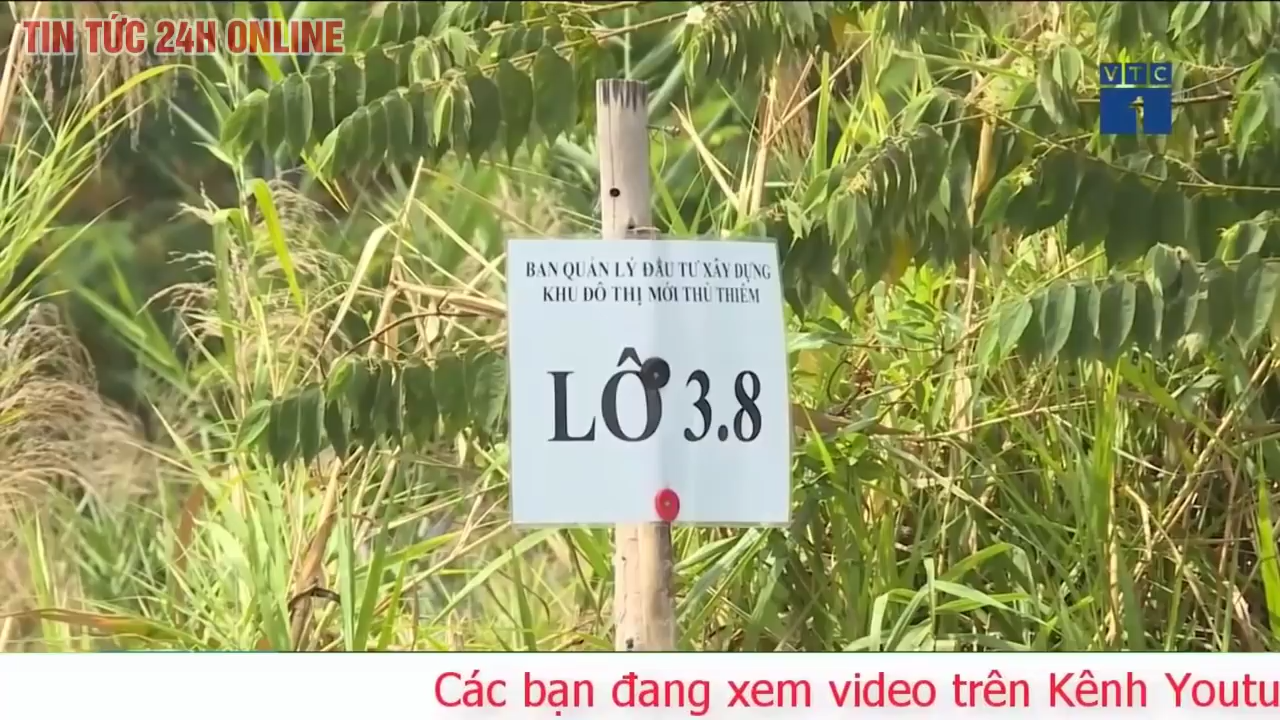 TIN TỨC 24H ONLINE
VTC
1
BAN QUẢN LÝ ĐẦU TƯ XÂY DỰNG
KHU ĐÔ THỊ MỚI THỦ THIÊM
LÔ 3.8
Các bạn đang xem video trên Kênh Youtu